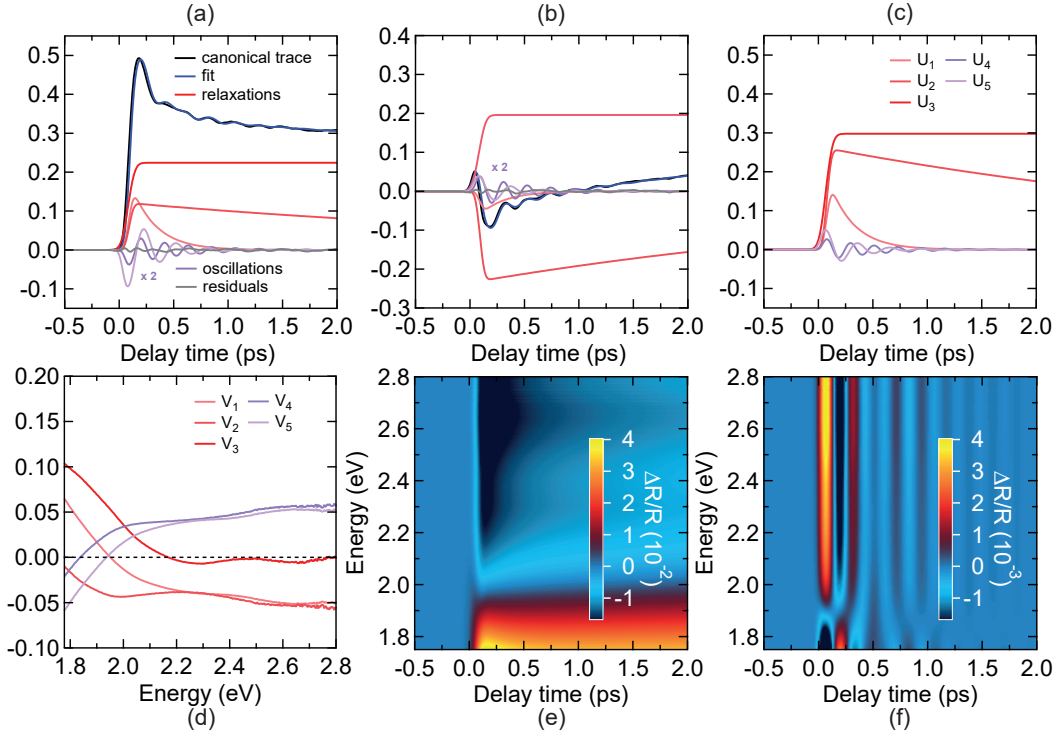 (a)
(b)
(c)
0.5
0.4
0.3
0.2
0.1
0.0
-0.1
canonical trace
fit
relaxations
x 2
oscillations
residuals
-0.5 0.0 0.5 1.0 1.5 2.0
Delay time (ps)
0.3
0.2
0.1
0.0
-0.1
-0.2
0.3
x 2
-0.5 0.0 0.5 1.0 1.5 2.0
Delay time (ps)
0.5
0.4
0.3
0.2
0.1
0.0
-0.1
U1 U4
U2 U5
U3
-0.5 0.0 0.5 1.0 1.5 2.0
Delay time (ps)
0.20
0.15
0.10
0.05
0.00
-0.05
-0.10
V1 V4
V2 V5
V3
1.8 2.0 2.2 2.4 2.6 2.8
Energy (eV)
(d)
2.8
2.6
2.4
2.2
2.0
1.8
Energy (eV)
4
3
2
1
0
-1
ΔR/R (10-2)
-0.5 0.0 0.5 1.0 1.5 2.0
Delay time (ps)
(e)
2.8
2.6
2.4
2.2
2.0
1.8
Energy (eV)
4
3
2
1
0
-1
ΔR/R (10-3)
-0.5 0.0 0.5 1.0 1.5 2.0
Delay time (ps)
(f)